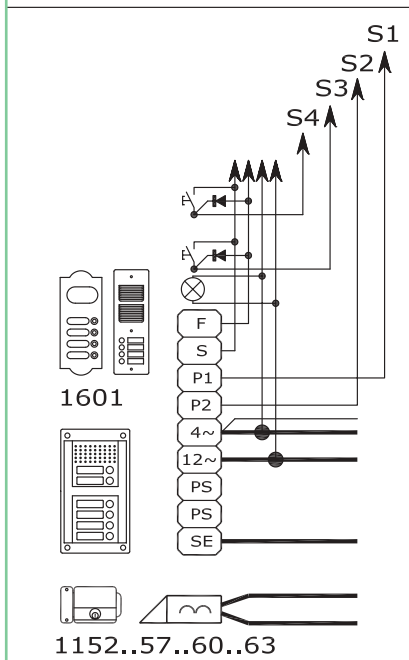 S1
S2
S3
S4
F
S
P1
1601
P2
4~
12~
PS
PS
SE
1152..57..60..63